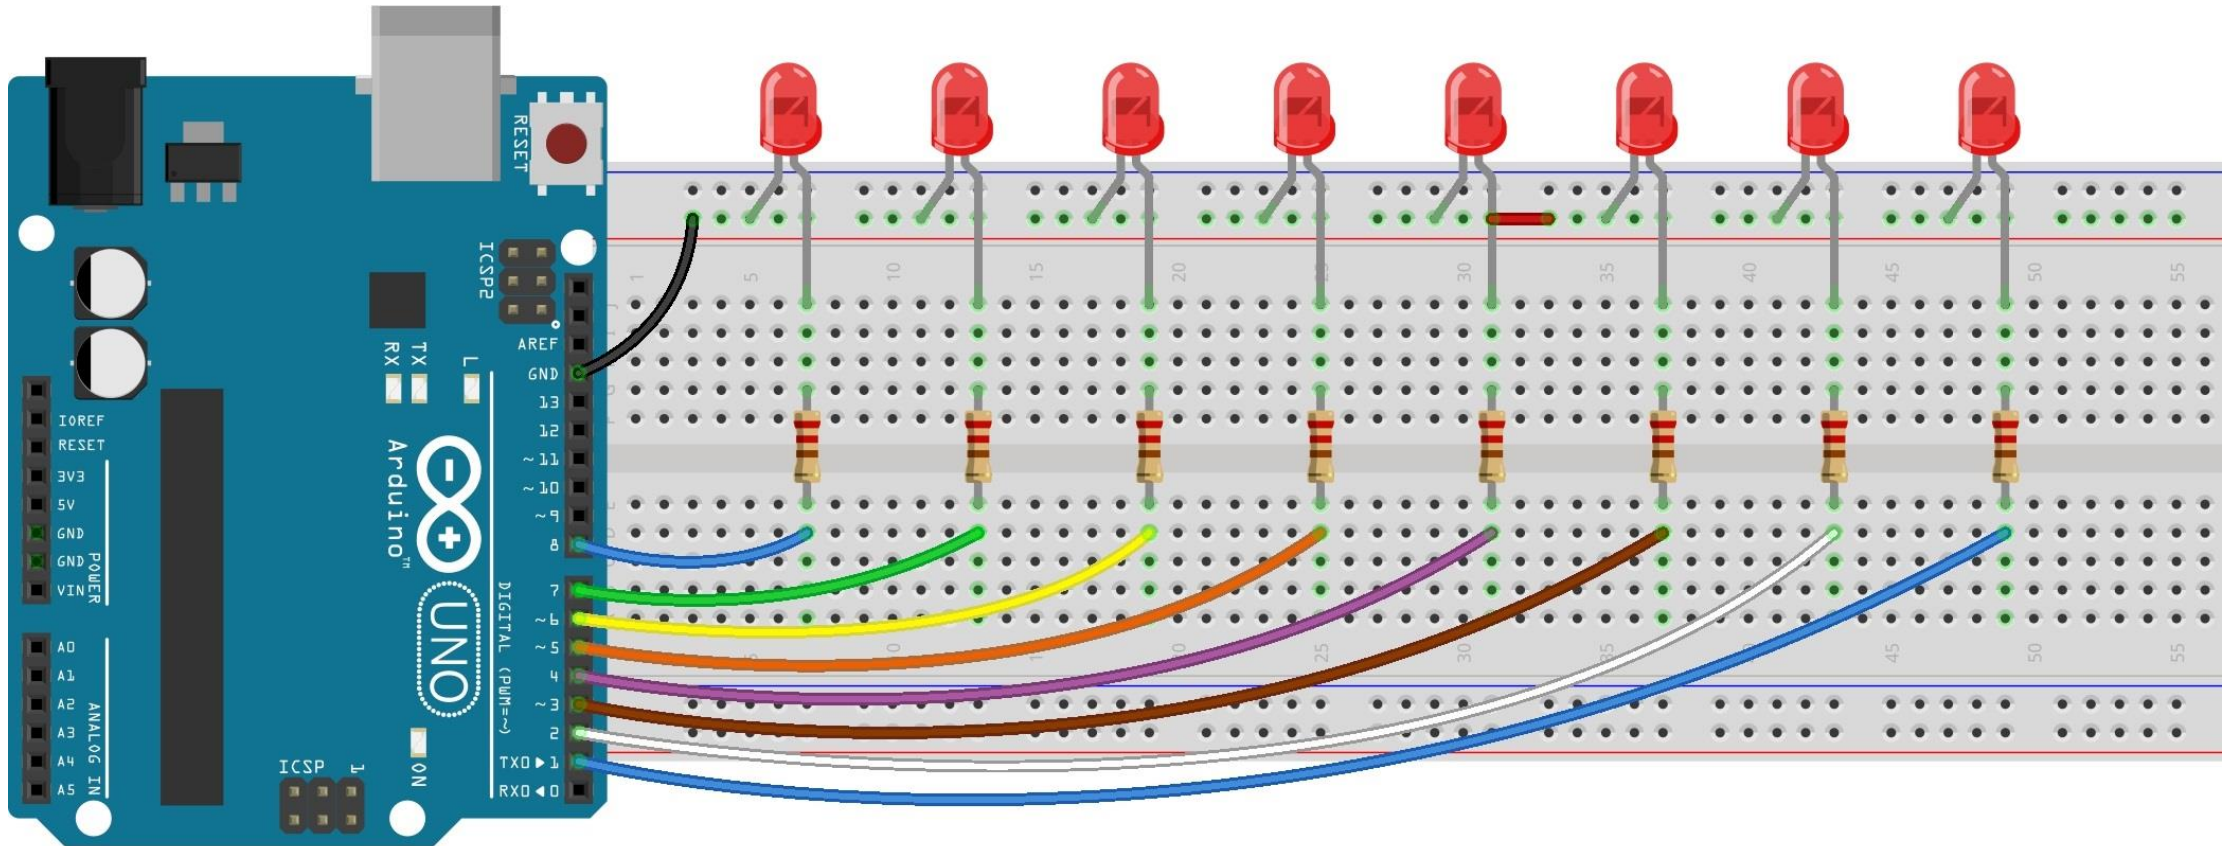 RESET
ICSP2
AREF
GND
13
12
~11
~10
~9
8
7
~6
~5
4
~3
2
TX0▶1
RX0◀0
DIGITAL (PWM=~)
RX
TX
L
Arduino™
UNO
IOREF
RESET
3V3
5V
GND
GND
VIN
POWER
A0
A1
A2
A3
A4
A5
ANALOG IN
ICSP
1
ON
1
5
10
15
20
25
30
35
40
45
50
55
25
30
35
45
50
55